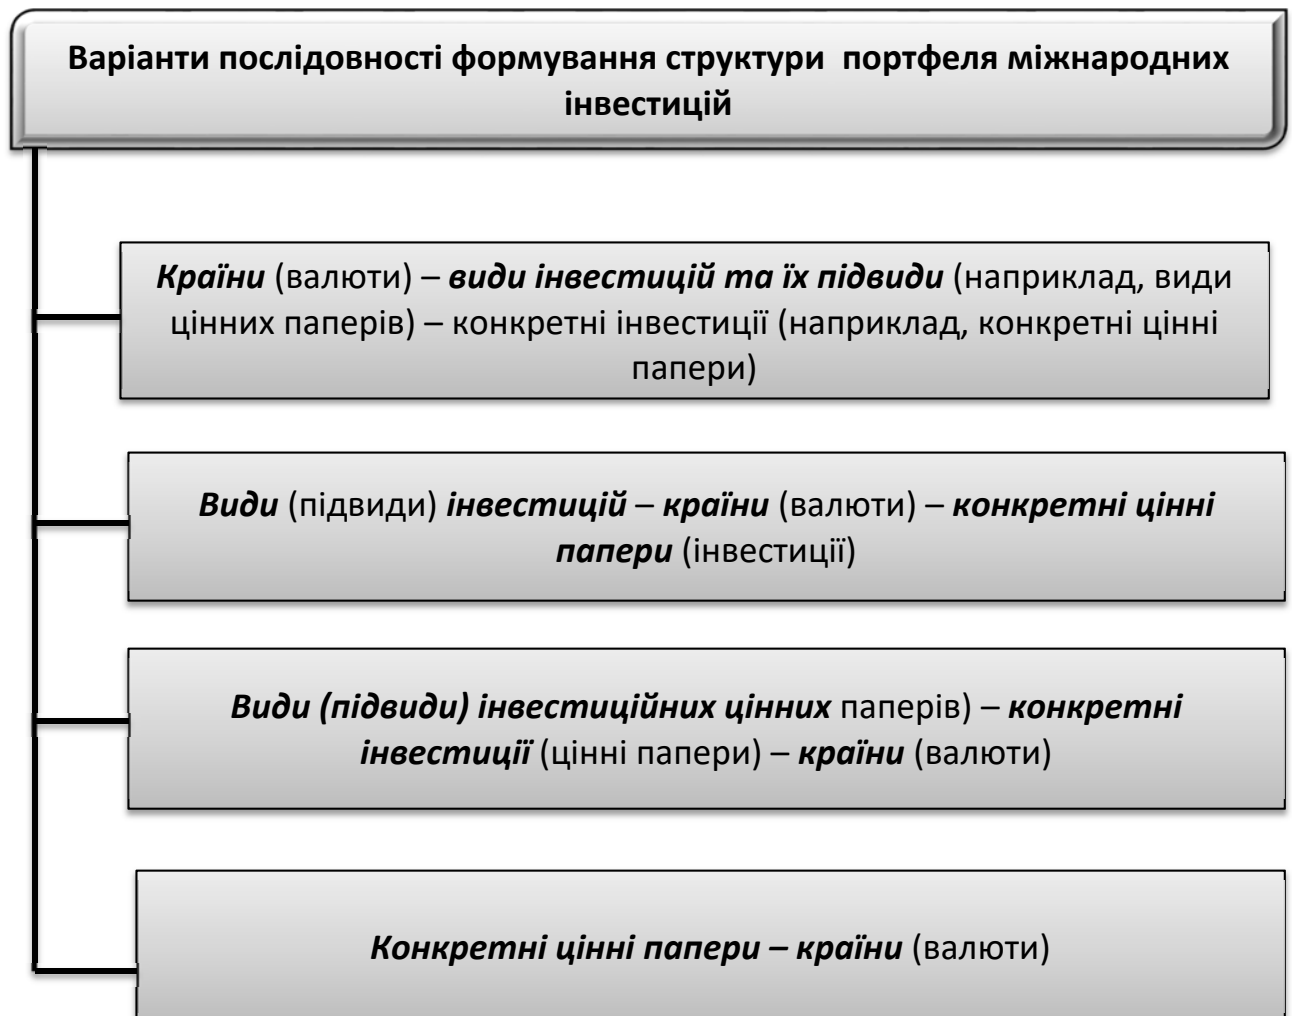 Варіанти послідовності формування структури  портфеля міжнародних
інвестицій
Країни (валюти) – види інвестицій та їх підвиди (наприклад, види
цінних паперів) – конкретні інвестиції (наприклад, конкретні цінні
папери)
Види (підвиди) інвестицій – країни (валюти) – конкретні цінні
папери (інвестиції)
Види (підвиди) інвестиційних цінних паперів) – конкретні
інвестиції (цінні папери) – країни (валюти)
Конкретні цінні папери – країни (валюти)